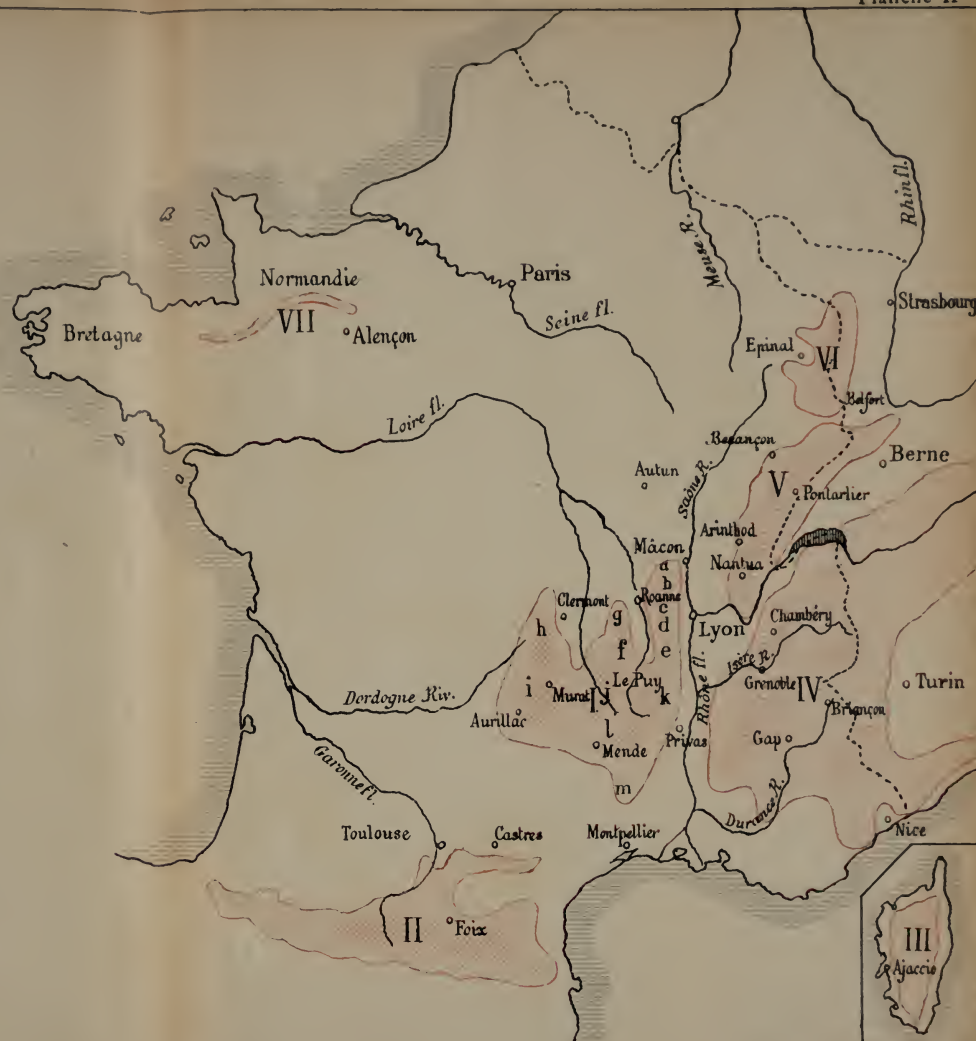 Planche II
Rhin fl.
Meuse R.
Normandie
Paris
Strasbourg
Bretagne
VII
Alençon
Seine fl.
Epinal
VI
Belfort
Loire fl.
Besançon
Berne
Autun
Saône R.
V
Pontarlier
Arinthod
Mâcon
a
Nantua
b
Clermont
Roanne
c
g
d
Lyon
Chambéry
h
f
e
Isère R.
Le Puy
Grenoble
IV
Turin
i
Murat
I
j
k
Rhône fl.
Dordogne Riv.
Briançon
Aurillac
l
Privas
Gap
Mende
Garonne fl.
m
Durance R.
Toulouse
Castres
Montpellier
Nice
II
Foix
III
Ajaccio